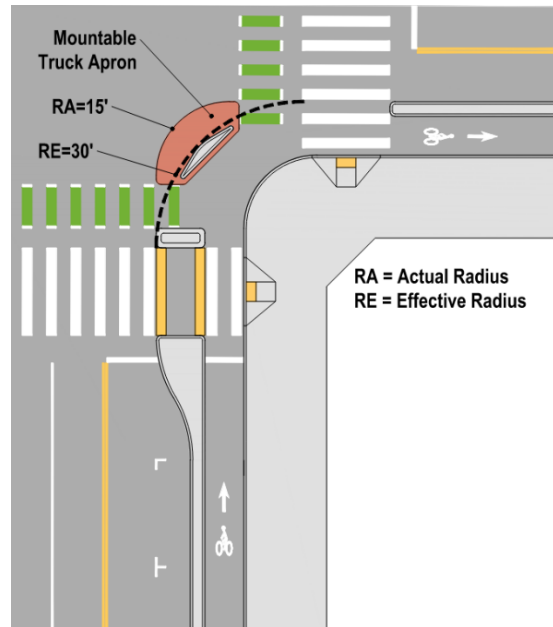 Mountable
Truck Apron
RA=15'
RE=30'
RA = Actual Radius
RE = Effective Radius